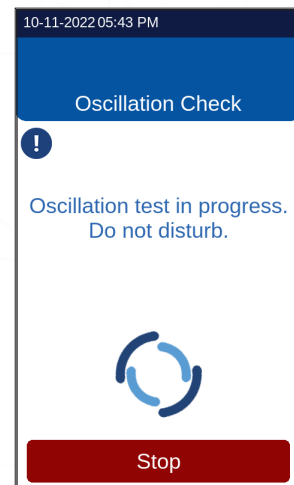 10-11-2022 05:43 PM
Oscillation Check
!
Oscillation test in progress.
Do not disturb.
Stop